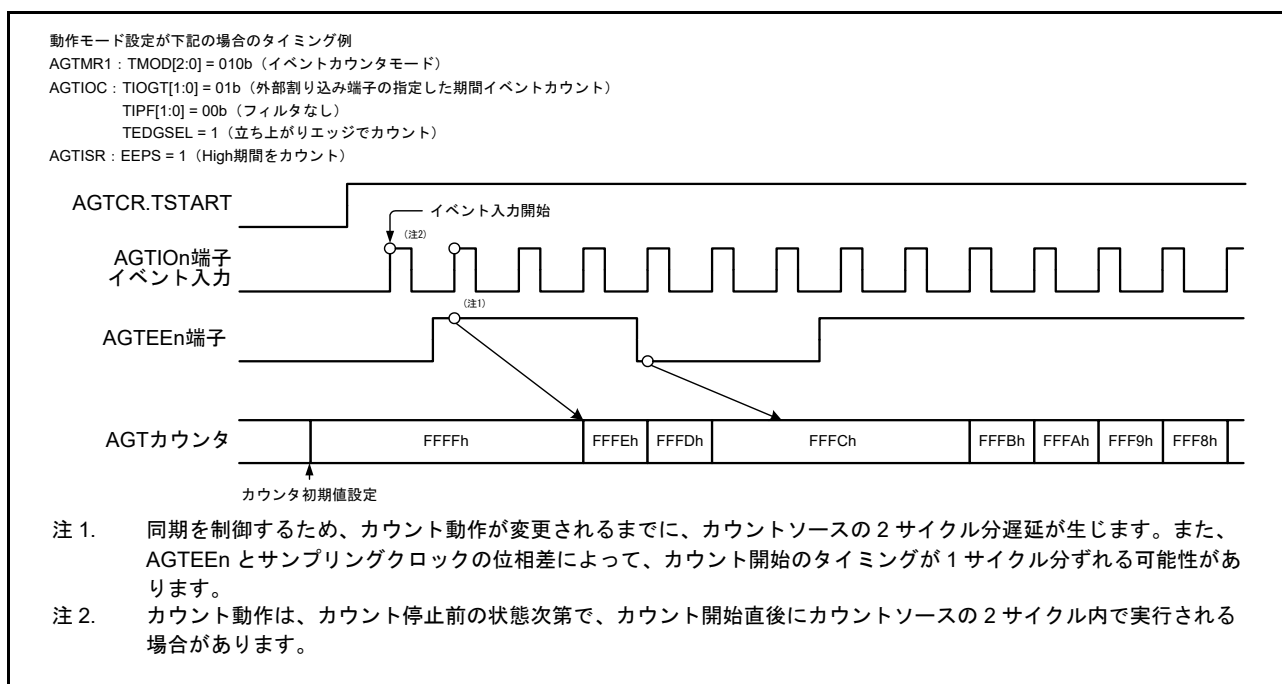 動作モード設定が下記の場合のタイミング例
AGTMR1：TMOD[2:0] = 010b（イベントカウンタモード）
AGTIOC：TIOGT[1:0] = 01b（外部割り込み端子の指定した期間イベントカウント）
TIPF[1:0] = 00b（フィルタなし）
TEDGSEL = 1（立ち上がりエッジでカウント）
AGTISR：EEPS = 1（High期間をカウント）
AGTCR.TSTART
イベント入力開始
（注2）
AGTIOn端子
イベント入力
（注1）
AGTEEn端子
AGTカウンタ
FFFFh
FFFEh
FFFDh
FFFCh
FFFBh
FFFAh
FFF9h
FFF8h
カウンタ初期値設定
注 1. 同期を制御するため、カウント動作が変更されるまでに、カウントソースの 2 サイクル分遅延が生じます。また、
AGTEEn とサンプリングクロックの位相差によって、カウント開始のタイミングが 1 サイクル分ずれる可能性があ
ります。
注 2. カウント動作は、カウント停止前の状態次第で、カウント開始直後にカウントソースの 2 サイクル内で実行される
場合があります。